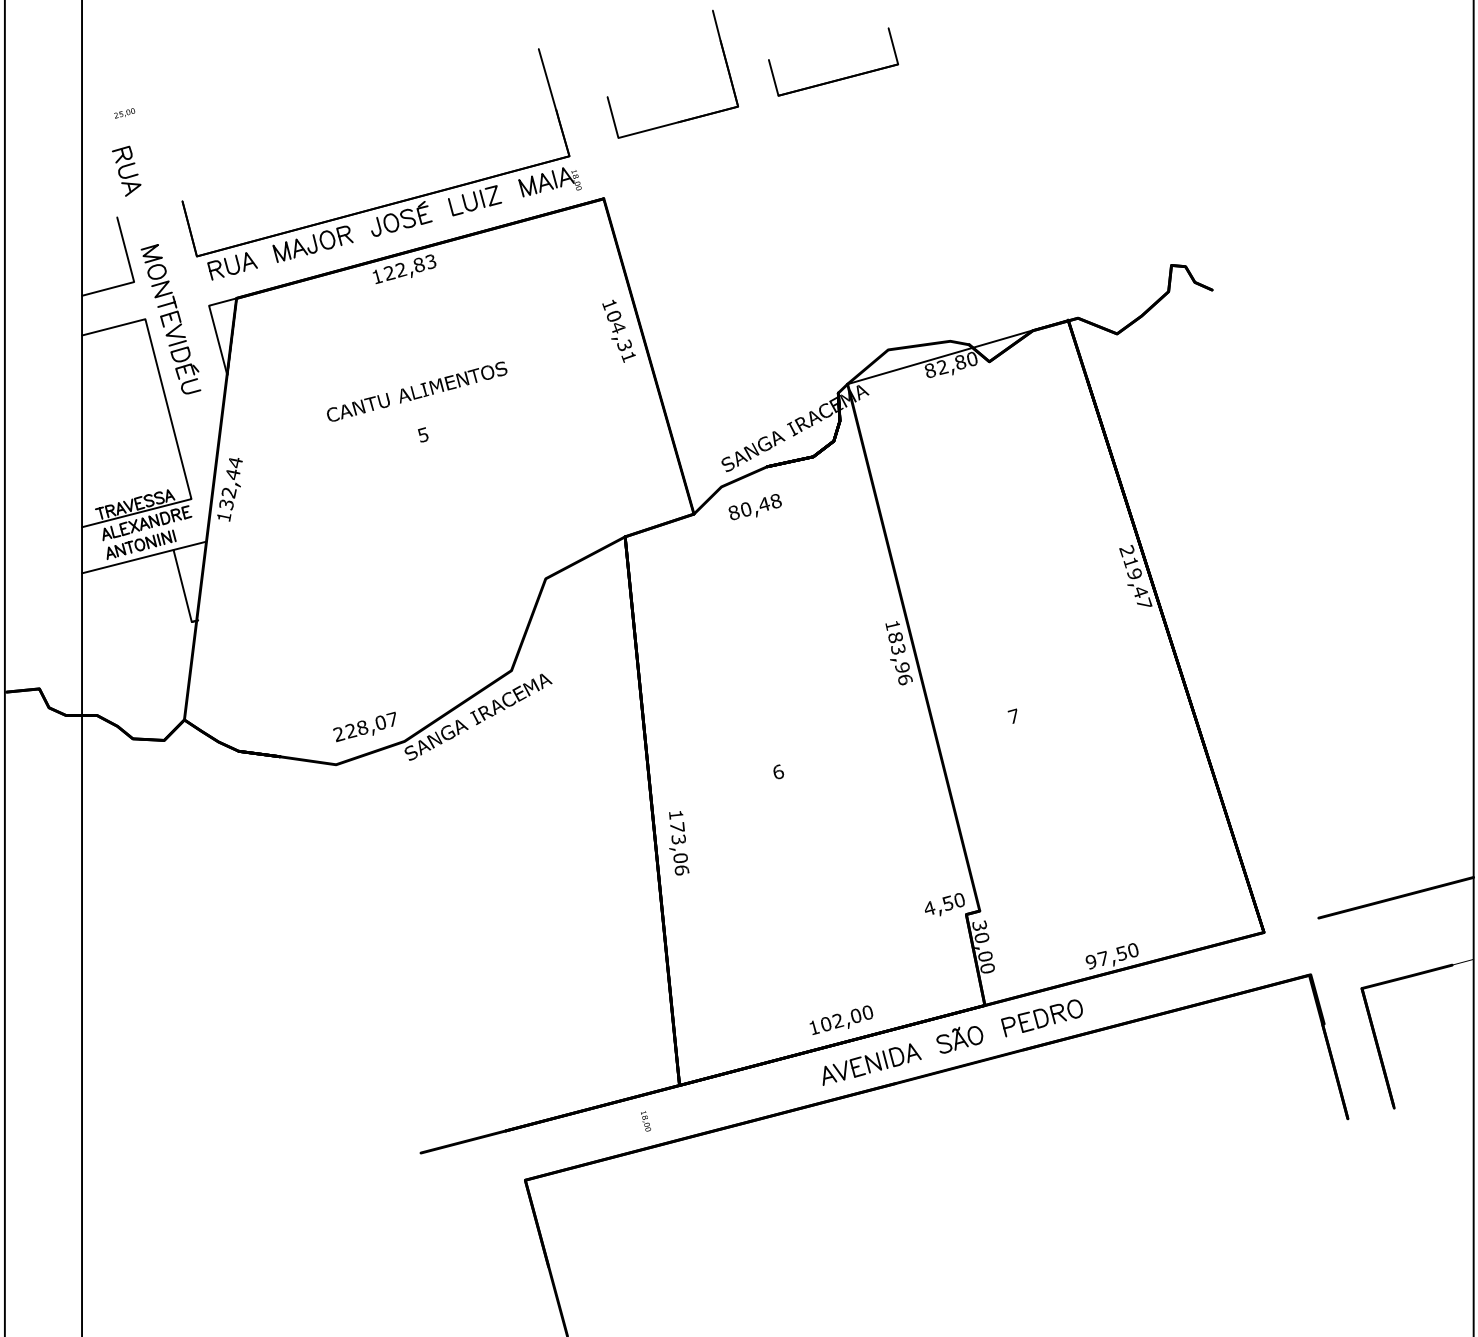 25,00
RUA
MONTEVIDÉU
RUA MAJOR JOSÉ LUIZ MAIA
18,00
122,83
104,31
CANTU ALIMENTOS
5
132,44
TRAVESSA
ALEXANDRE
ANTONINI
228,07
SANGA IRACEMA
SANGA IRACEMA
80,48
82,80
219,47
183,96
7
6
173,06
4,50
30,00
97,50
102,00
AVENIDA SÃO PEDRO
18,00